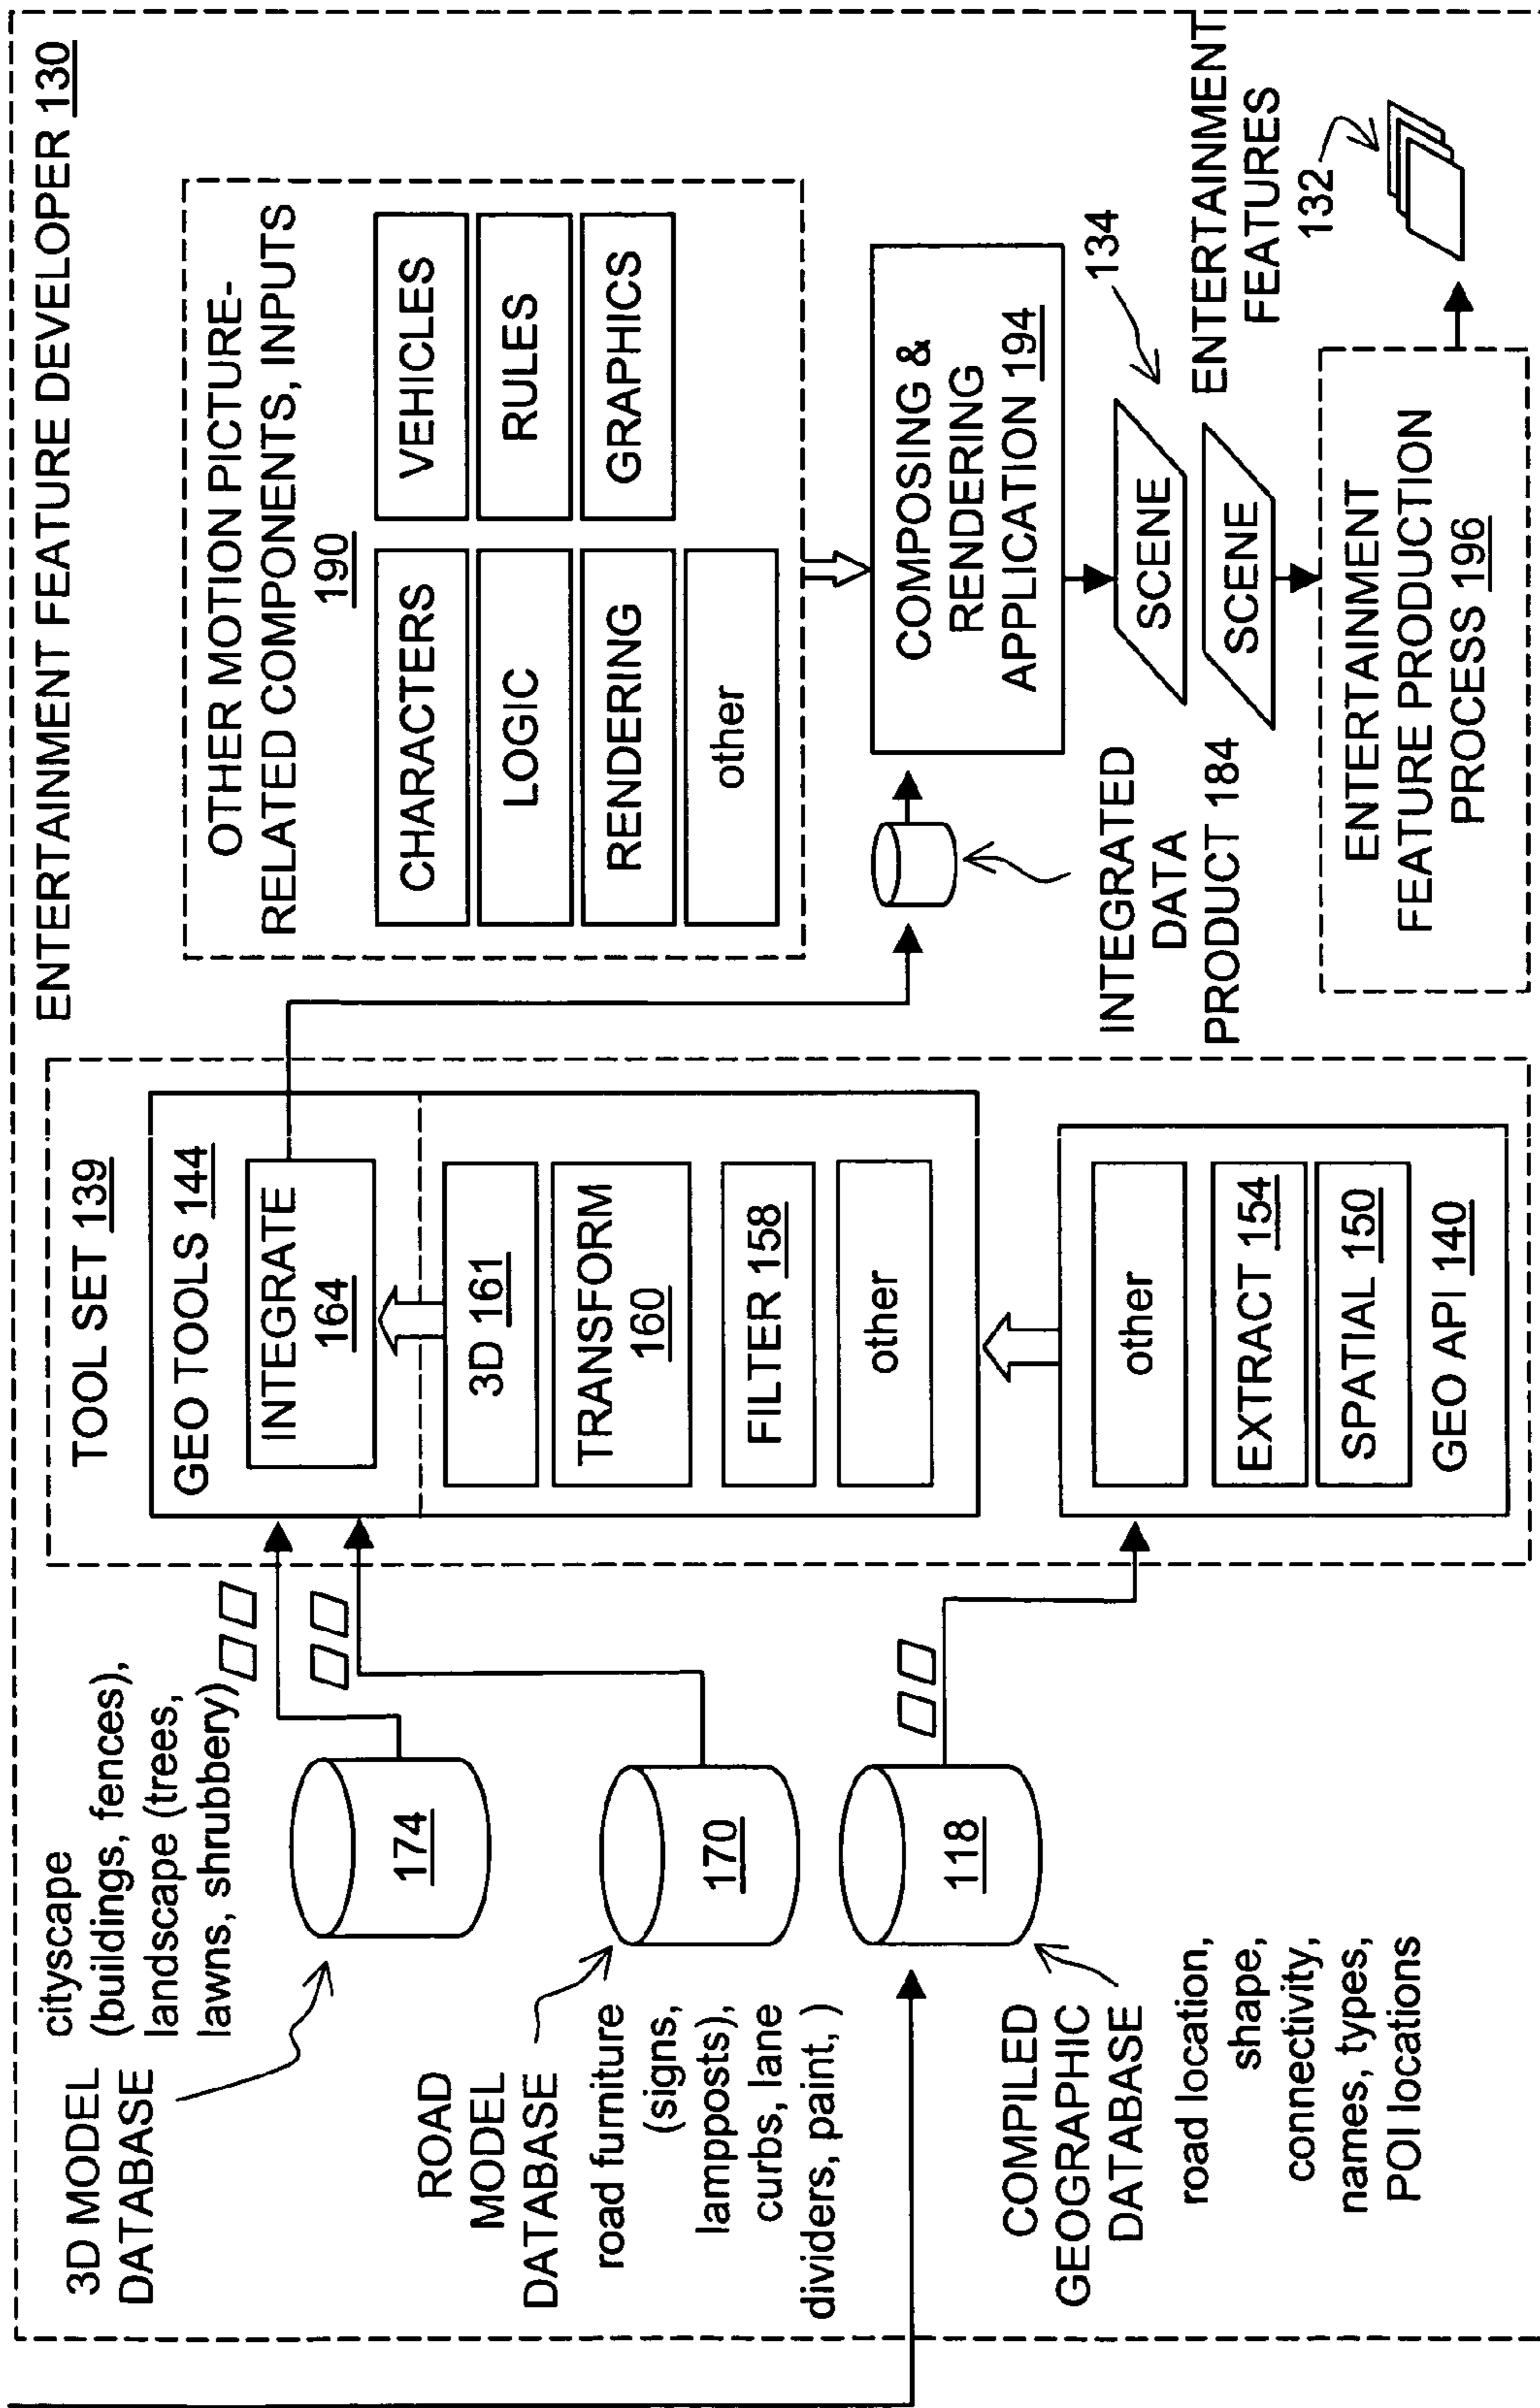 ENTERTAINMENT FEATURE DEVELOPER 130
3D MODEL
DATABASE
cityscape
(buildings, fences),
landscape (trees,
lawns, shrubbery)
174
ROAD
MODEL
DATABASE
road furniture
(signs,
lampposts),
curbs, lane
dividers, paint, )
170
118
COMPILED
GEOGRAPHIC
DATABASE
road location,
shape,
connectivity,
names, types,
POI locations
TOOL SET 139
GEO TOOLS 144
INTEGRATE
164
3D 161
TRANSFORM
160
FILTER 158
other
other
EXTRACT 154
SPATIAL 150
GEO API 140
OTHER MOTION PICTURE-
RELATED COMPONENTS, INPUTS
190
CHARACTERS
VEHICLES
LOGIC
RULES
RENDERING
GRAPHICS
other
COMPOSING &
RENDERING
APPLICATION 194
INTEGRATED
DATA
PRODUCT 184
134
SCENE
SCENE
ENTERTAINMENT
FEATURE PRODUCTION
PROCESS 196
ENTERTAINMENT
FEATURES
132